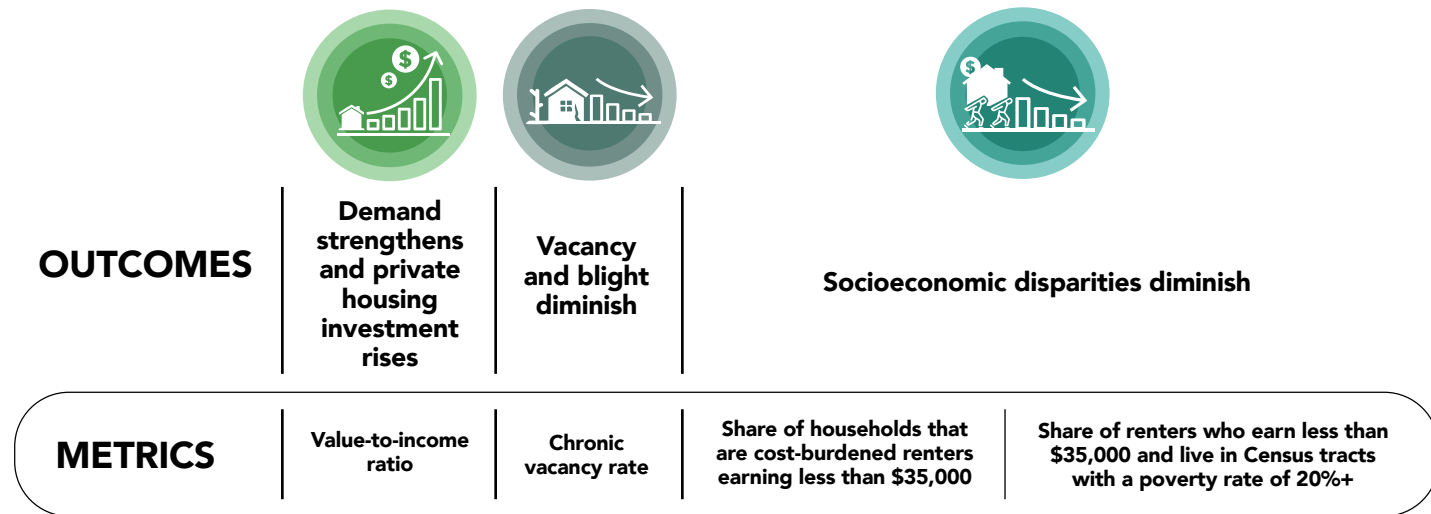 $
$
$
OUTCOMES
Demand
strengthens
and private
housing
investment
rises
Vacancy
and blight
diminish
Socioeconomic disparities diminish
METRICS
Value-to-income
ratio
Chronic
vacancy rate
Share of households that
are cost-burdened renters
earning less than $35,000
Share of renters who earn less than
$35,000 and live in Census tracts
with a poverty rate of 20%+